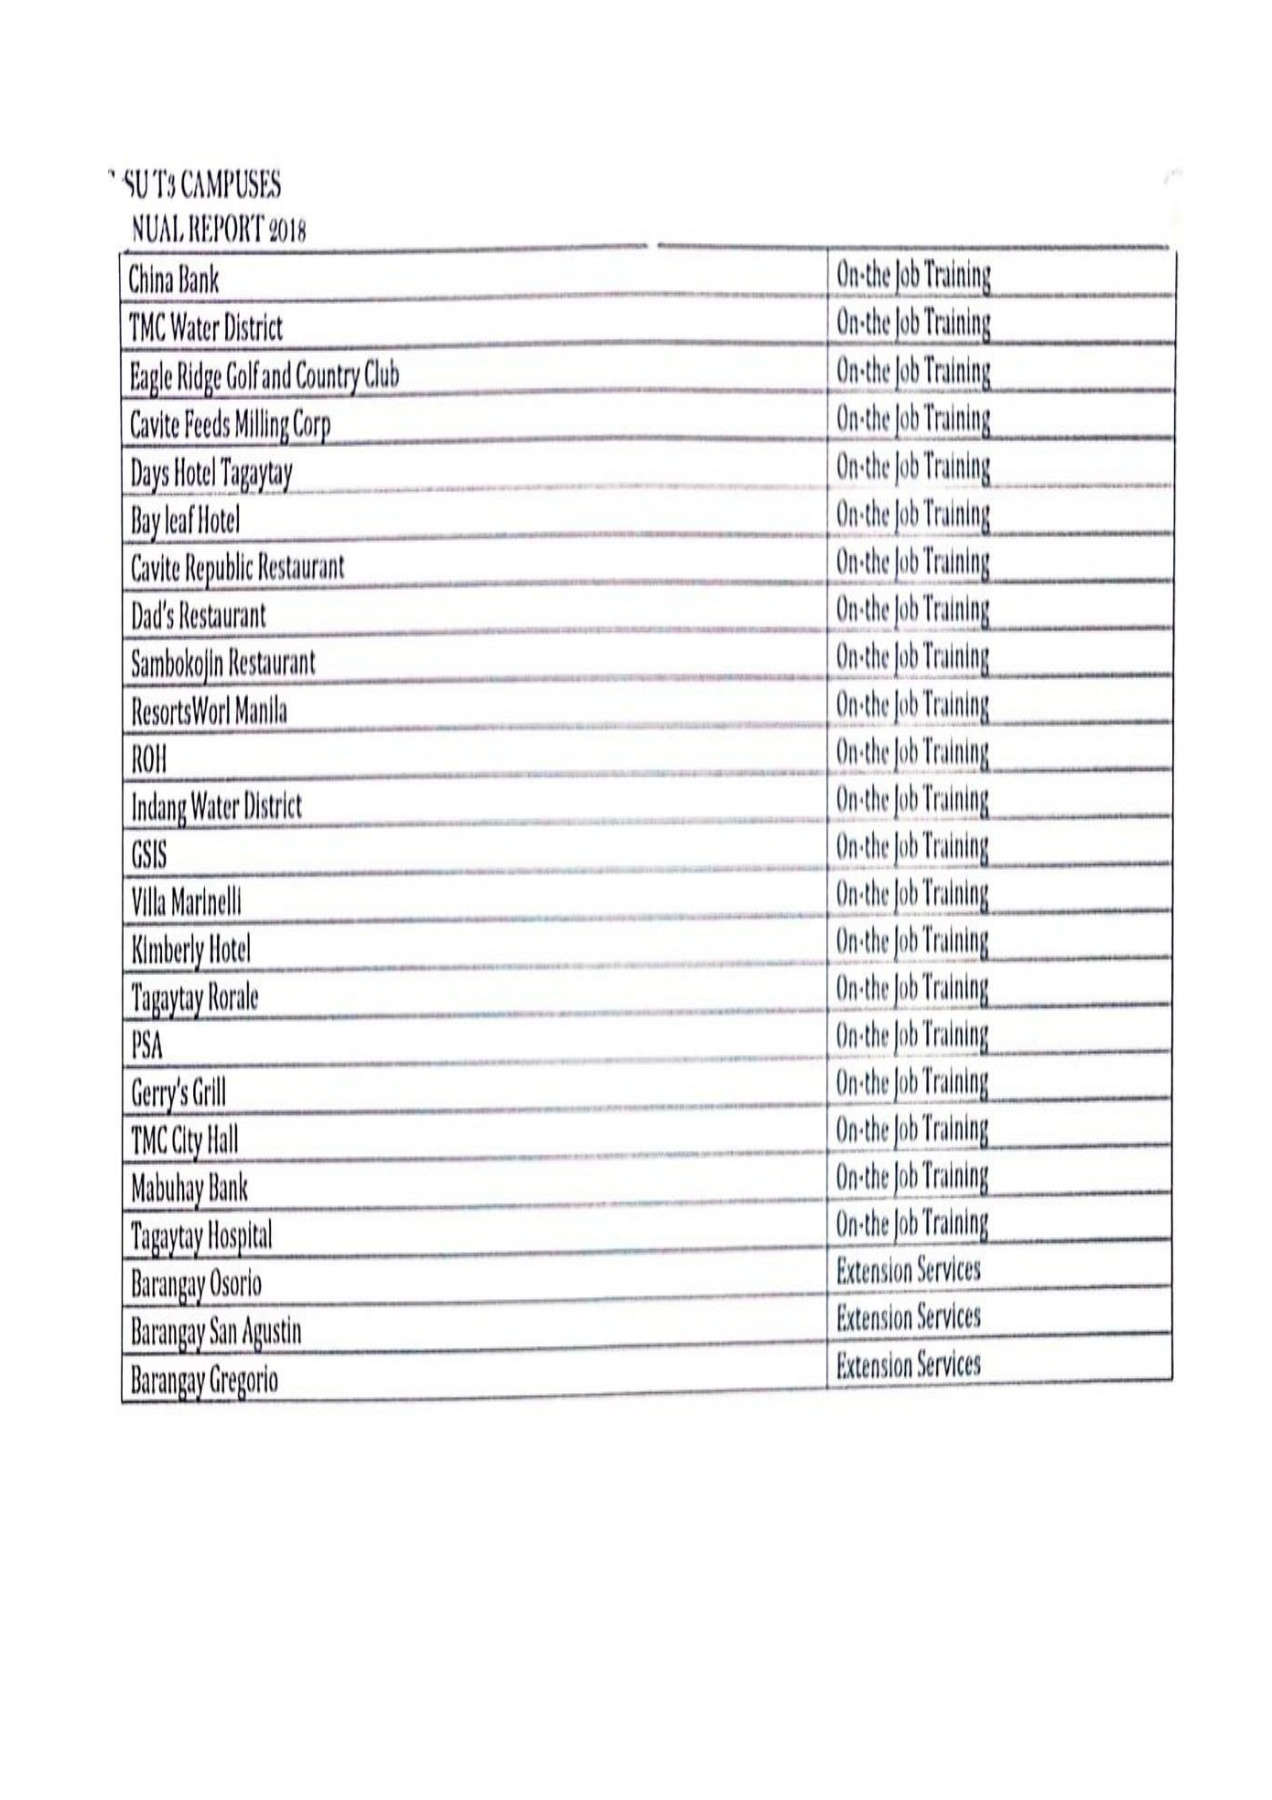 SU T3 CAMPUSES
NUAL REPORT 2018
China Bank On-the Job Training
TMC Water District On-the Job Training
Eagle Ridge Golf and Country Club On-the Job Training
Cavite Feeds Milling Corp On-the Job Training
Days Hotel Tagaytay On-the Job Training
Bay leaf Hotel On-the Job Training
Cavite Republic Restaurant On-the Job Training
Dad's Restaurant On-the Job Training
Sambokojin Restaurant On-the Job Training
ResortsWorl Manila On-the Job Training
ROH On-the Job Training
Indang Water District On-the Job Training
GSIS On-the Job Training
Villa Marinelli On-the Job Training
Kimberly Hotel On-the Job Training
Tagaytay Rorale On-the Job Training
PSA On-the Job Training
Gerry's Grill On-the Job Training
TMC City Hall On-the Job Training
Mabuhay Bank On-the Job Training
Tagaytay Hospital On-the Job Training
Barangay Osorio Extension Services
Barangay San Agustin Extension Services
Barangay Gregorio Extension Services